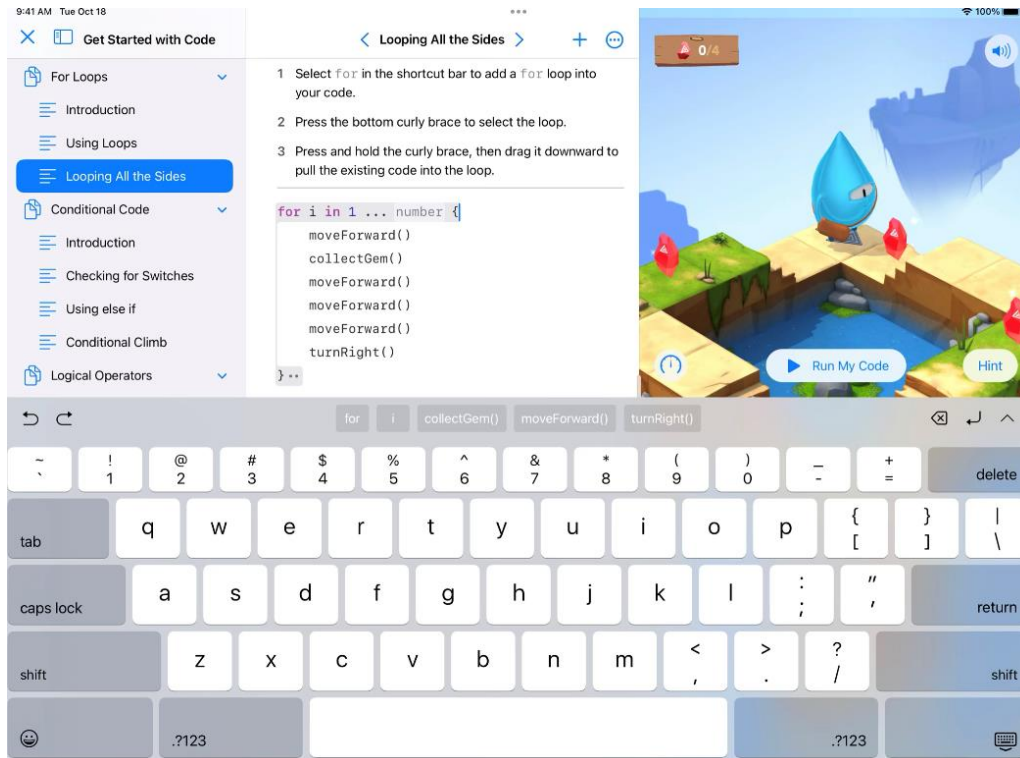 9:41 AM Tue Oct 18
100%
Get Started with Code
For Loops
Introduction
Using Loops
Looping All the Sides
Conditional Code
Introduction
Checking for Switches
Using else if
Conditional Climb
Logical Operators
Looping All the Sides
1 Select for in the shortcut bar to add a for loop into
your code.
2 Press the bottom curly brace to select the loop.
3 Press and hold the curly brace, then drag it downward to
pull the existing code into the loop.
for i in 1 ... number {
moveForward()
collectGem()
moveForward()
moveForward()
moveForward()
turnRight()
}
0/4
Run My Code
Hint
for i collectGem() moveForward() turnRight()
~ ! @ # $ % ^ & * ( ) _ +
` 1 2 3 4 5 6 7 8 9 0 - = delete
tab q w e r t y u i o p { [ } ] | \
caps lock a s d f g h j k l : ; " ' return
shift z x c v b n m < , > . ? / shift
.?123 .?123